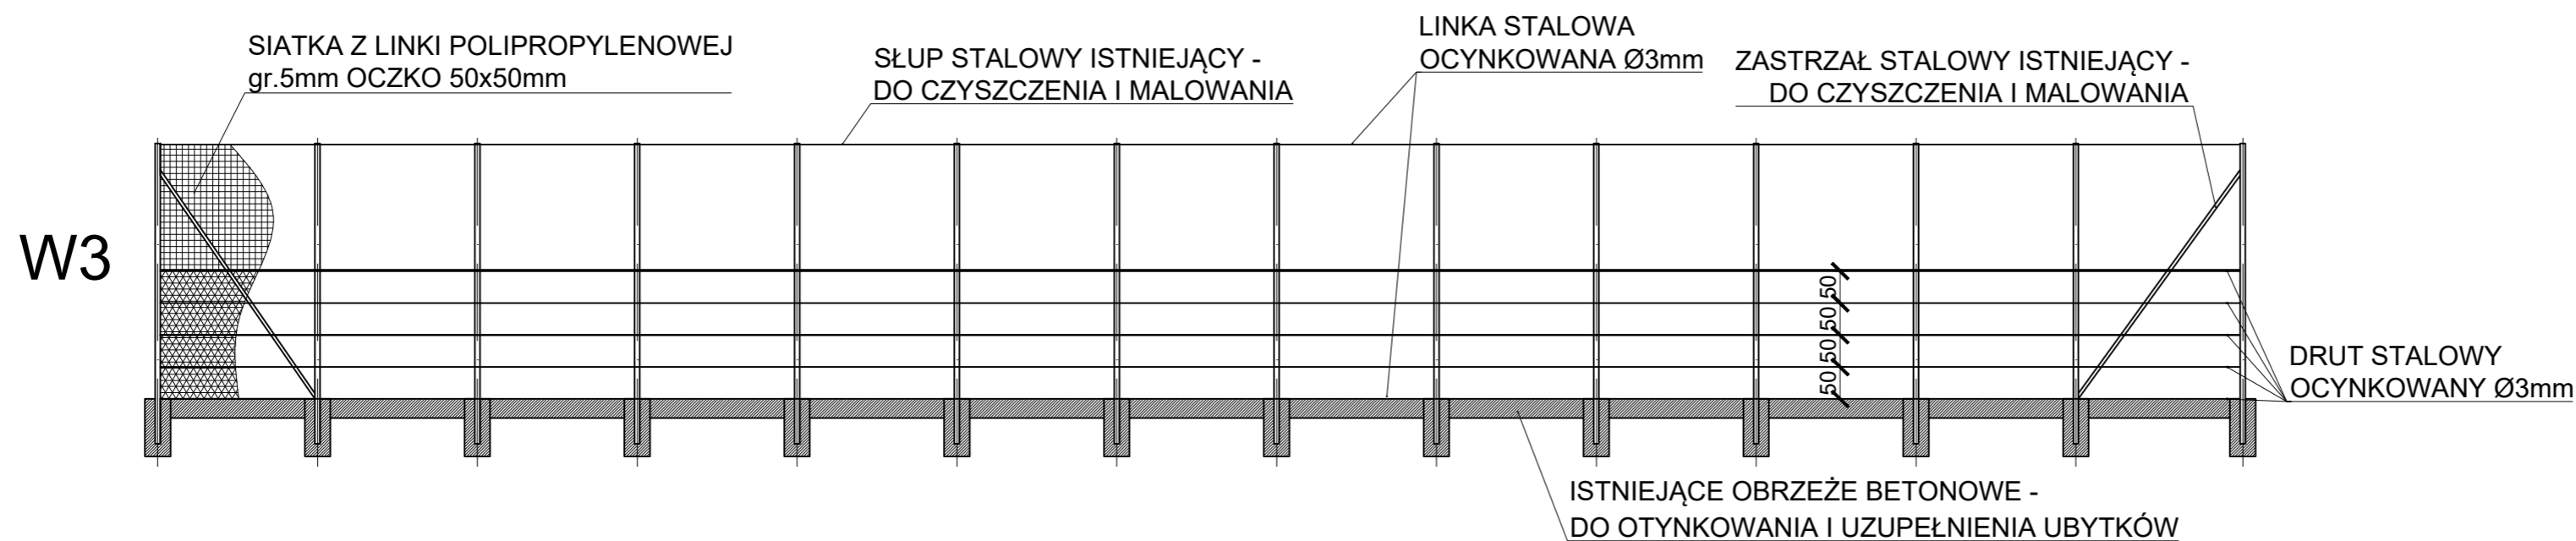 SIATKA Z LINKI POLIPROPYLENOWEJ
gr.5mm OCZKO 50x50mm
SŁUP STALOWY ISTNIEJĄCY -
DO CZYSZCZENIA I MALOWANIA
LINKA STALOWA
OCYNKOWANA Ø3mm
ZASTRZAŁ STALOWY ISTNIEJĄCY -
DO CZYSZCZENIA I MALOWANIA
W3
50
50
50
50
DRUT STALOWY
OCYNKOWANY Ø3mm
ISTNIEJĄCE OBRZEŻE BETONOWE -
DO OTYNKOWANIA I UZUPEŁNIENIA UBYTKÓW